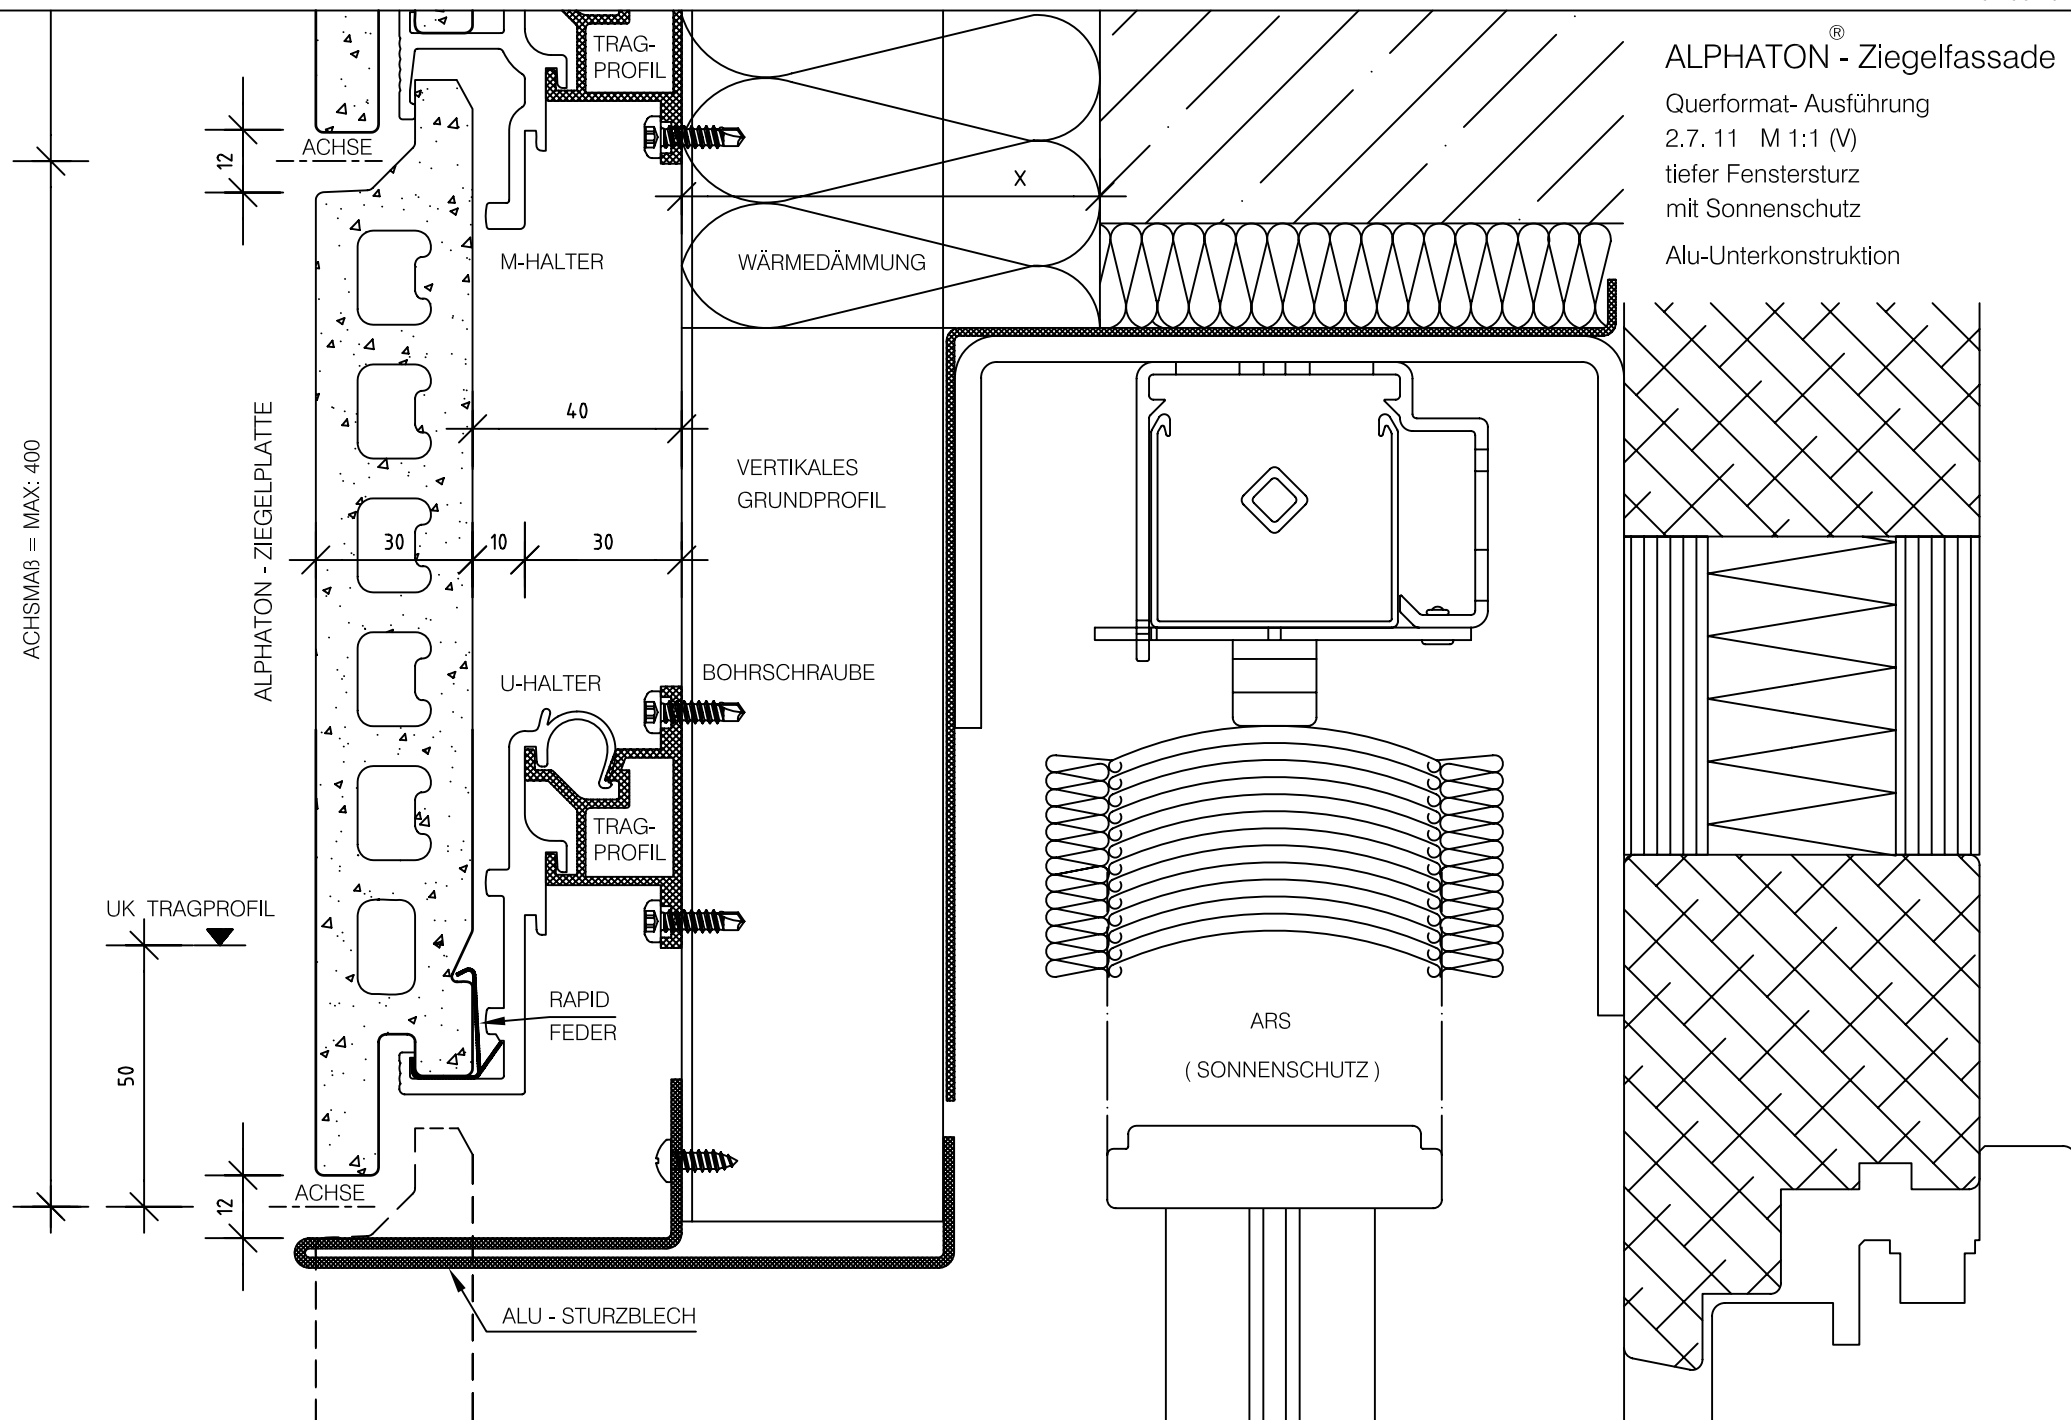 ALPHATON® - Ziegelfassade
Querformat- Ausführung
2.7. 11 M 1:1 (V)
tiefer Fenstersturz
mit Sonnenschutz
Alu-Unterkonstruktion
TRAG-
PROFIL
ACHSE
12
X
M-HALTER
WÄRMEDÄMMUNG
40
ACHSMAß = MAX: 400
ALPHATON - ZIEGELPLATTE
VERTIKALES
GRUNDPROFIL
30
10
30
U-HALTER
BOHRSCHRAUBE
TRAG-
PROFIL
UK TRAGPROFIL
RAPID
FEDER
50
ARS
( SONNENSCHUTZ )
ACHSE
12
ALU - STURZBLECH